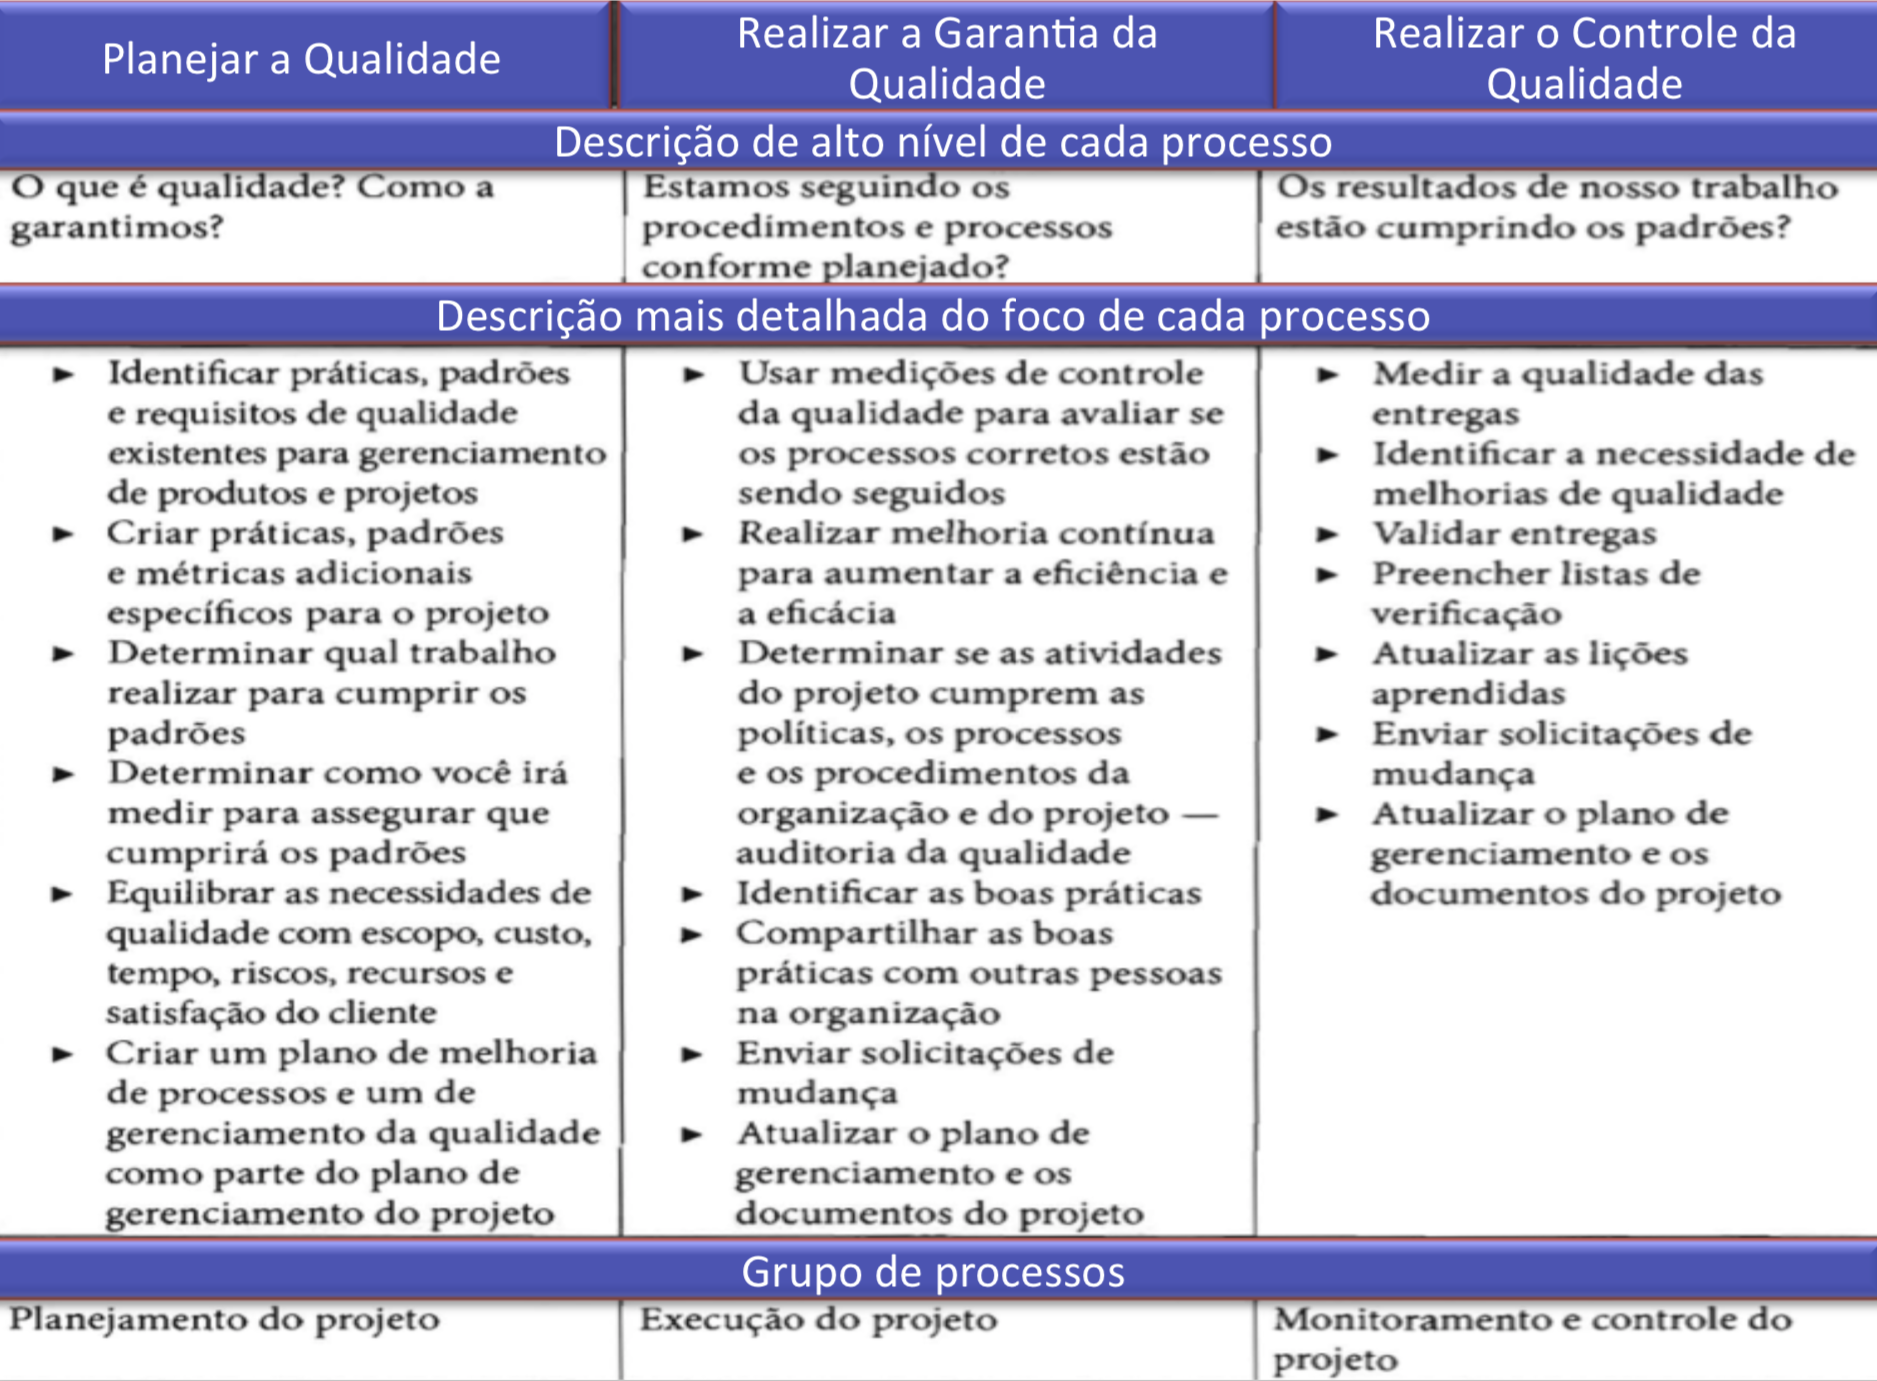 Planejar a Qualidade
Realizar a Garantia da
Qualidade
Realizar o Controle da
Qualidade
Descrição de alto nível de cada processo
O que é qualidade? Como a
garantimos?
Estamos seguindo os
procedimentos e processos
conforme planejado?
Os resultados de nosso trabalho
estão cumprindo os padrões?
Descrição mais detalhada do foco de cada processo
► Identificar práticas, padrões
e requisitos de qualidade
existentes para gerenciamento
de produtos e projetos
► Criar práticas, padrões
e métricas adicionais
específicos para o projeto
► Determinar qual trabalho
realizar para cumprir os
padrões
► Determinar como você irá
medir para assegurar que
cumprirá os padrões
► Equilibrar as necessidades de
qualidade com escopo, custo,
tempo, riscos, recursos e
satisfação do cliente
► Criar um plano de melhoria
de processos e um de
gerenciamento da qualidade
como parte do plano de
gerenciamento do projeto
► Usar medições de controle
da qualidade para avaliar se
os processos corretos estão
sendo seguidos
► Realizar melhoria contínua
para aumentar a eficiência e
a eficácia
► Determinar se as atividades
do projeto cumprem as
políticas, os processos
e os procedimentos da
organização e do projeto —
auditoria da qualidade
► Identificar as boas práticas
► Compartilhar as boas
práticas com outras pessoas
na organização
► Enviar solicitações de
mudança
► Atualizar o plano de
gerenciamento e os
documentos do projeto
► Medir a qualidade das
entregas
► Identificar a necessidade de
melhorias de qualidade
► Validar entregas
► Preencher listas de
verificação
► Atualizar as lições
aprendidas
► Enviar solicitações de
mudança
► Atualizar o plano de
gerenciamento e os
documentos do projeto
Grupo de processos
Planejamento do projeto
Execução do projeto
Monitoramento e controle do
projeto